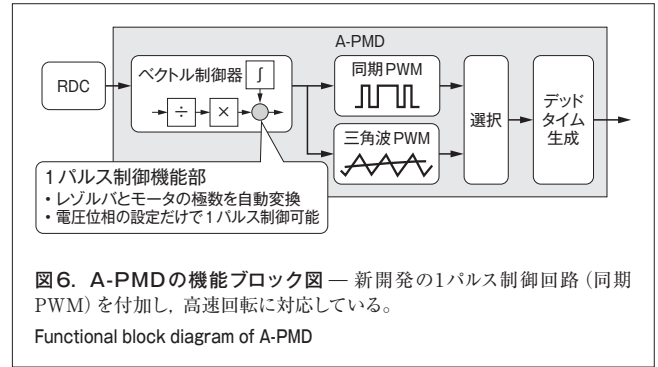 A-PMD
RDC
ベクトル制御器
∫
÷
×
同期PWM
三角波PWM
選択
デッド
タイム
生成
1パルス制御機能部
・レゾルバとモータの極数を自動変換
・電圧位相の設定だけで1パルス制御可能
図6. A-PMDの機能ブロック図 — 新開発の1パルス制御回路(同期
PWM)を付加し,高速回転に対応している。
Functional block diagram of A-PMD